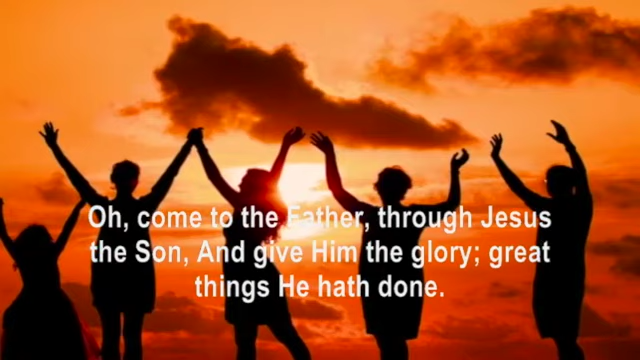 Oh, come to the Father, through Jesus
the Son, And give Him the glory; great
things He hath done.